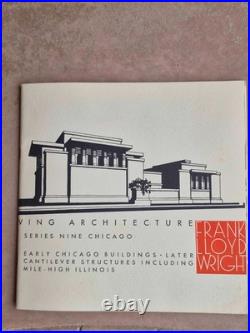 VING ARCHITECTURE
SERIES NINE CHICAGO
EARLY CHICAGO BUILDINGS • LATER
CANTILEVER STRUCTURES INCLUDING
MILE-HIGH ILLINOIS
FRANK
LLOYD
WRIGH